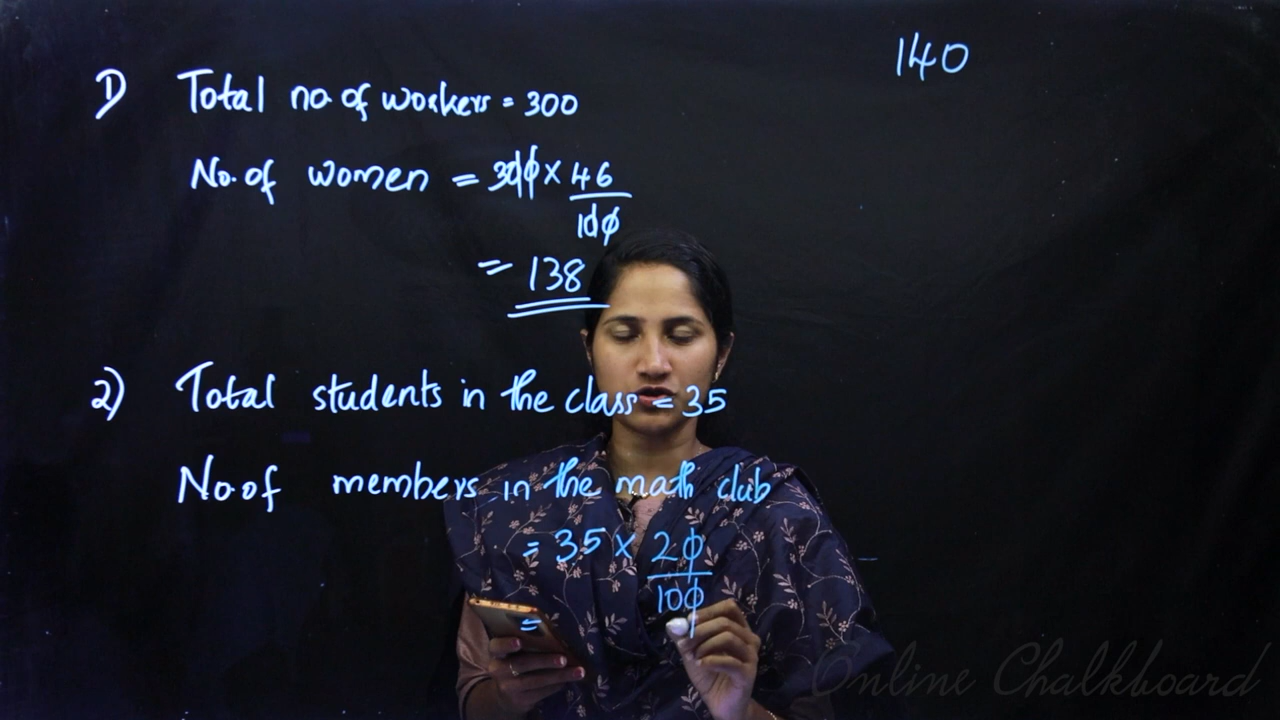 140
1) Total no. of workers = 300
No. of women = 300 × 46/100
= 138
2) Total students in the class = 35
No. of members in the math club
= 35 × 20/100
=
Online Chalkboard